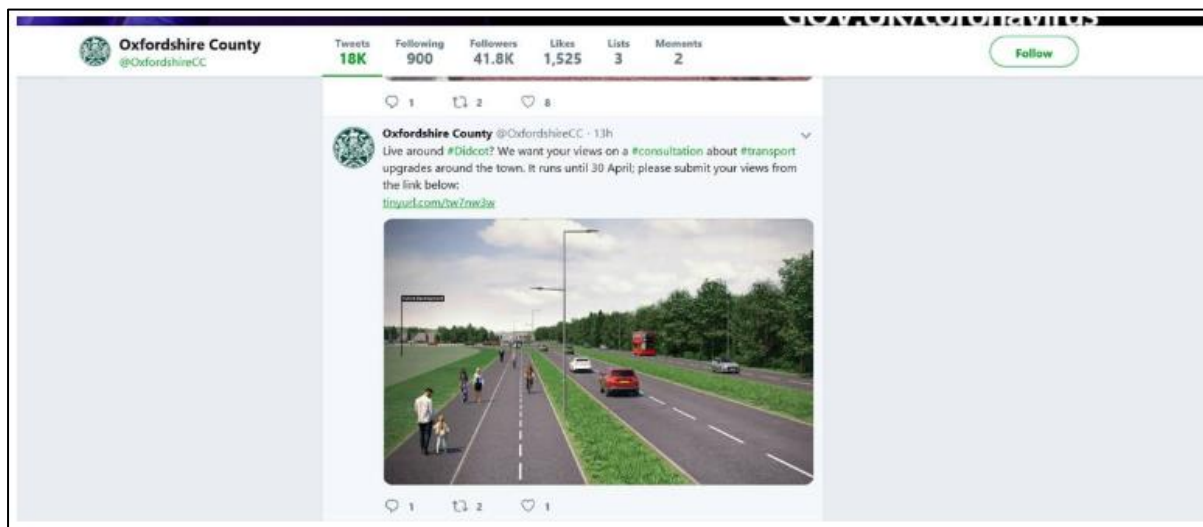 GOV.UK/coronavirus
Oxfordshire County
@OxfordshireCC
Tweets Following Followers Likes Lists Moments
18K 900 41.8K 1,525 3 2
Follow
1 2 8
Oxfordshire County @OxfordshireCC · 13h
Live around #Didcot? We want your views on a #consultation about #transport
upgrades around the town. It runs until 30 April; please submit your views from
the link below:
tinyurl.com/tw7nw3w
1 2 1